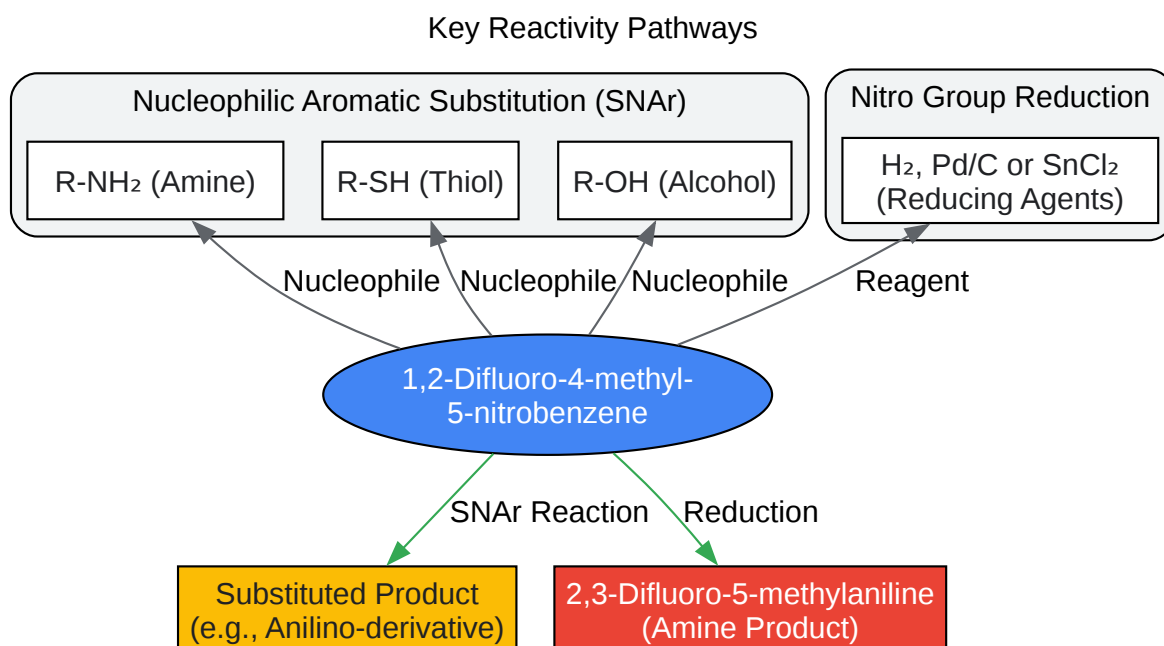 Key Reactivity Pathways
Nucleophilic Aromatic Substitution (SNAr)
Nitro Group Reduction
R-NH₂ (Amine)
R-SH (Thiol)
R-OH (Alcohol)
H₂, Pd/C or SnCl₂
(Reducing Agents)
Nucleophile
Nucleophile
Nucleophile
Reagent
1,2-Difluoro-4-methyl-
5-nitrobenzene
SNAr Reaction
Reduction
Substituted Product
(e.g., Anilino-derivative)
2,3-Difluoro-5-methylaniline
(Amine Product)